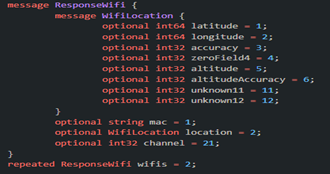 message ResponseWifi {
message WifiLocation {
optional int64 latitude = 1;
optional int64 longitude = 2;
optional int32 accuracy = 3;
optional int32 zeroField4 = 4;
optional int32 altitude = 5;
optional int32 altitudeAccuracy = 6;
optional int32 unknown11 = 11;
optional int32 unknown12 = 12;
}
optional string mac = 1;
optional WifiLocation location = 2;
optional int32 channel = 21;
}
repeated ResponseWifi wifis = 2;